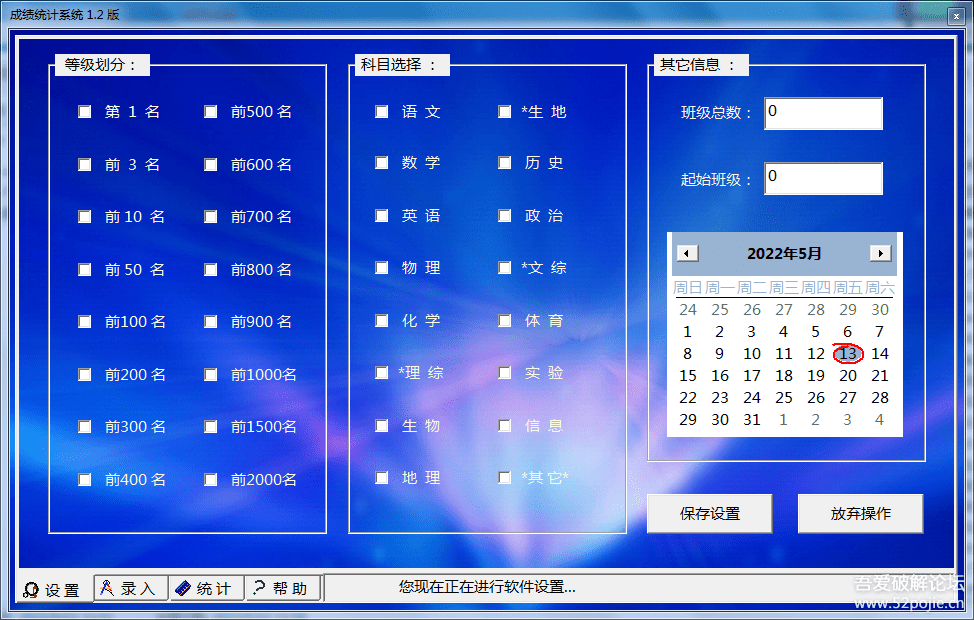 成绩统计系统 1.2 版
等级划分：
第 1 名 前500 名
前 3 名 前600 名
前 10 名 前700 名
前 50 名 前800 名
前100 名 前900 名
前200 名 前1000名
前300 名 前1500名
前400 名 前2000名
科目选择 ：
语 文 *生 地
数 学 历 史
英 语 政 治
物 理 *文 综
化 学 体 育
*理 综 实 验
生 物 信 息
地 理 *其 它*
其它信息 ：
班级总数： 0
起始班级： 0
2022年5月
周日 周一 周二 周三 周四 周五 周六
24 25 26 27 28 29 30
1 2 3 4 5 6 7
8 9 10 11 12 13 14
15 16 17 18 19 20 21
22 23 24 25 26 27 28
29 30 31 1 2 3 4
保存设置 放弃操作
设 置 录 入 统 计 帮 助 您现在正在进行软件设置...
吾爱破解论坛
www.52pojie.cn